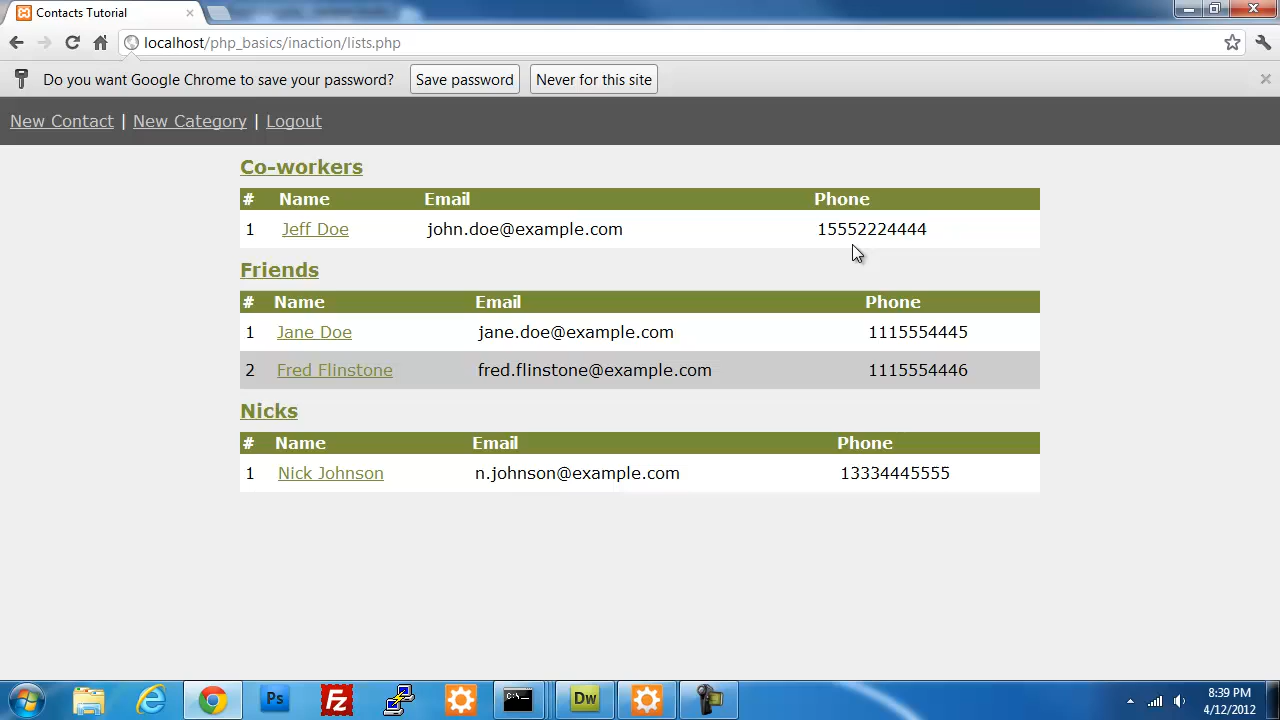 Contacts Tutorial
localhost/php_basics/inaction/lists.php
Do you want Google Chrome to save your password? Save password Never for this site
New Contact | New Category | Logout
Co-workers
# Name Email Phone
1 Jeff Doe john.doe@example.com 15552224444
Friends
# Name Email Phone
1 Jane Doe jane.doe@example.com 1115554445
2 Fred Flinstone fred.flinstone@example.com 1115554446
Nicks
# Name Email Phone
1 Nick Johnson n.johnson@example.com 13334445555
Ps Fz C:\ Dw
8:39 PM
4/12/2012